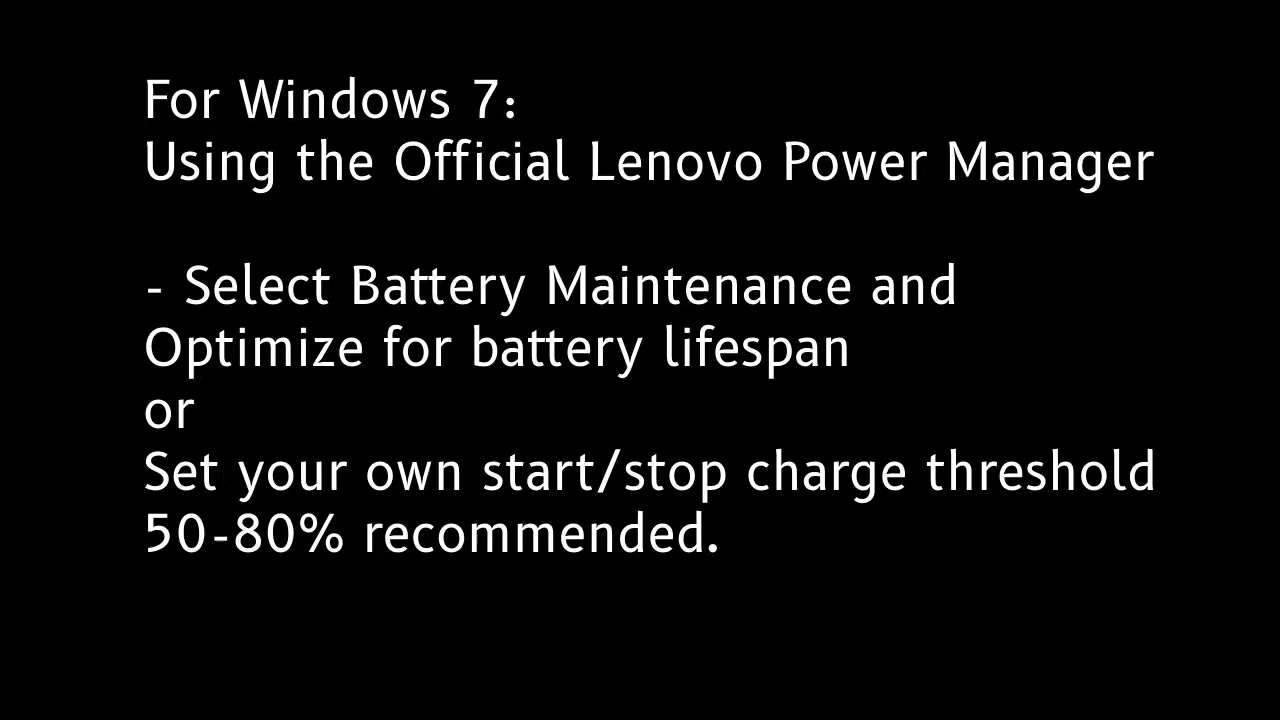 For Windows 7:
Using the Official Lenovo Power Manager
- Select Battery Maintenance and
Optimize for battery lifespan
or
Set your own start/stop charge threshold
50-80% recommended.